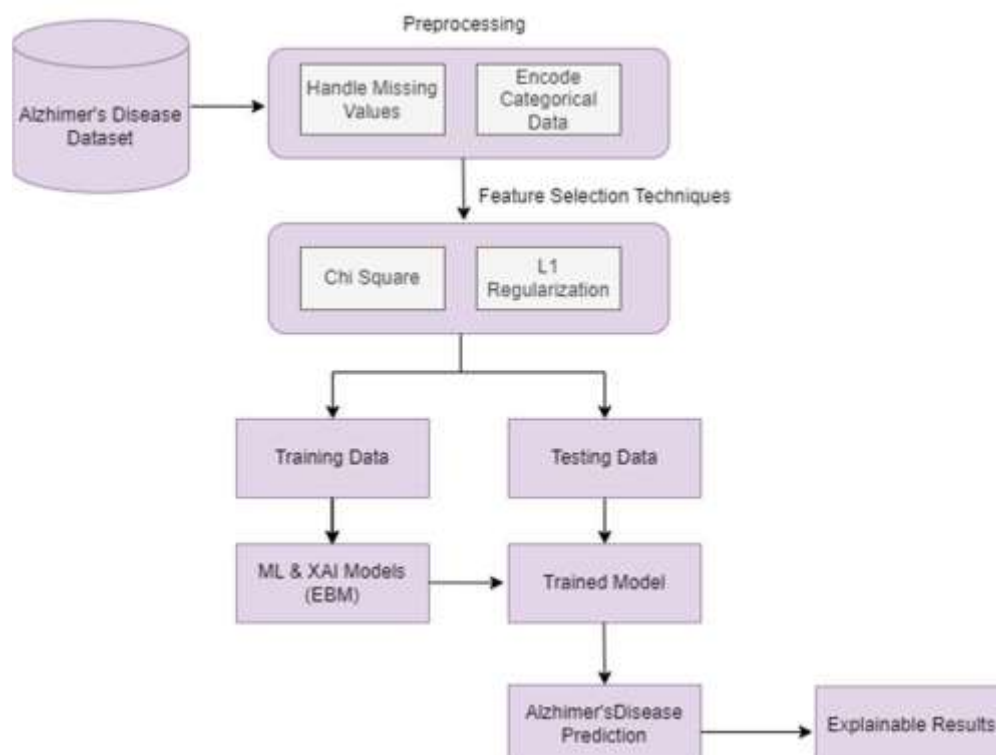 Preprocessing
Alzhimer's Disease
Dataset
Handle Missing
Values
Encode
Categorical
Data
Feature Selection Techniques
Chi Square
L1
Regularization
Training Data
Testing Data
ML & XAI Models
(EBM)
Trained Model
Alzhimer'sDisease
Prediction
Explainable Results